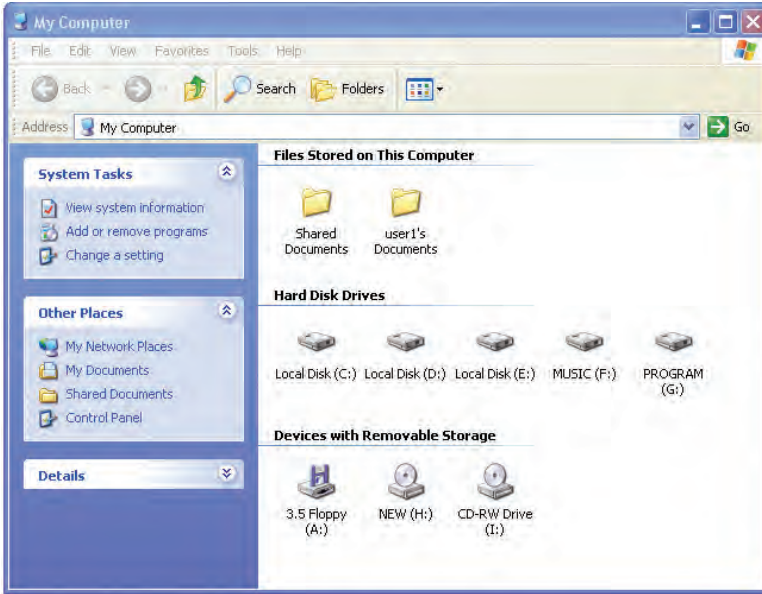 My Computer
File Edit View Favorites Tools Help
Back Search Folders
Address My Computer Go
System Tasks
View system information
Add or remove programs
Change a setting
Other Places
My Network Places
My Documents
Shared Documents
Control Panel
Details
Files Stored on This Computer
Shared Documents
user1's Documents
Hard Disk Drives
Local Disk (C:) Local Disk (D:) Local Disk (E:) MUSIC (F:) PROGRAM (G:)
Devices with Removable Storage
3.5 Floppy (A:)
NEW (H:)
CD-RW Drive (I:)